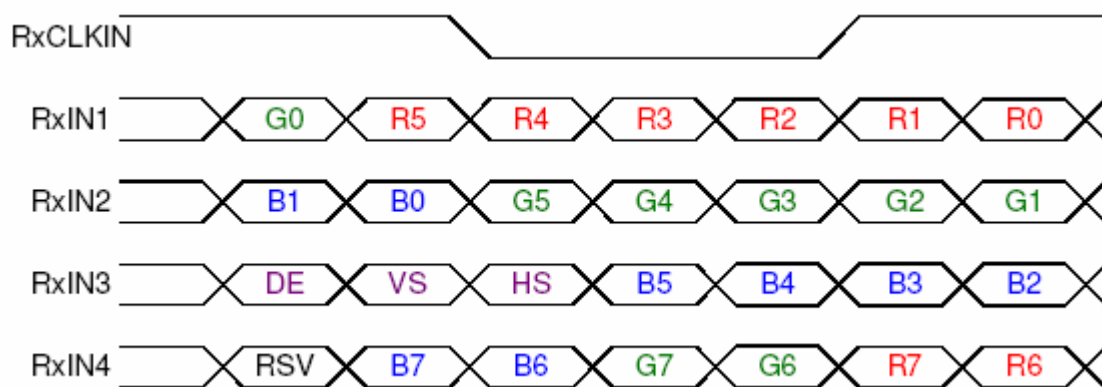 RxCLKIN
RxIN1 G0 R5 R4 R3 R2 R1 R0
RxIN2 B1 B0 G5 G4 G3 G2 G1
RxIN3 DE VS HS B5 B4 B3 B2
RxIN4 RSV B7 B6 G7 G6 R7 R6